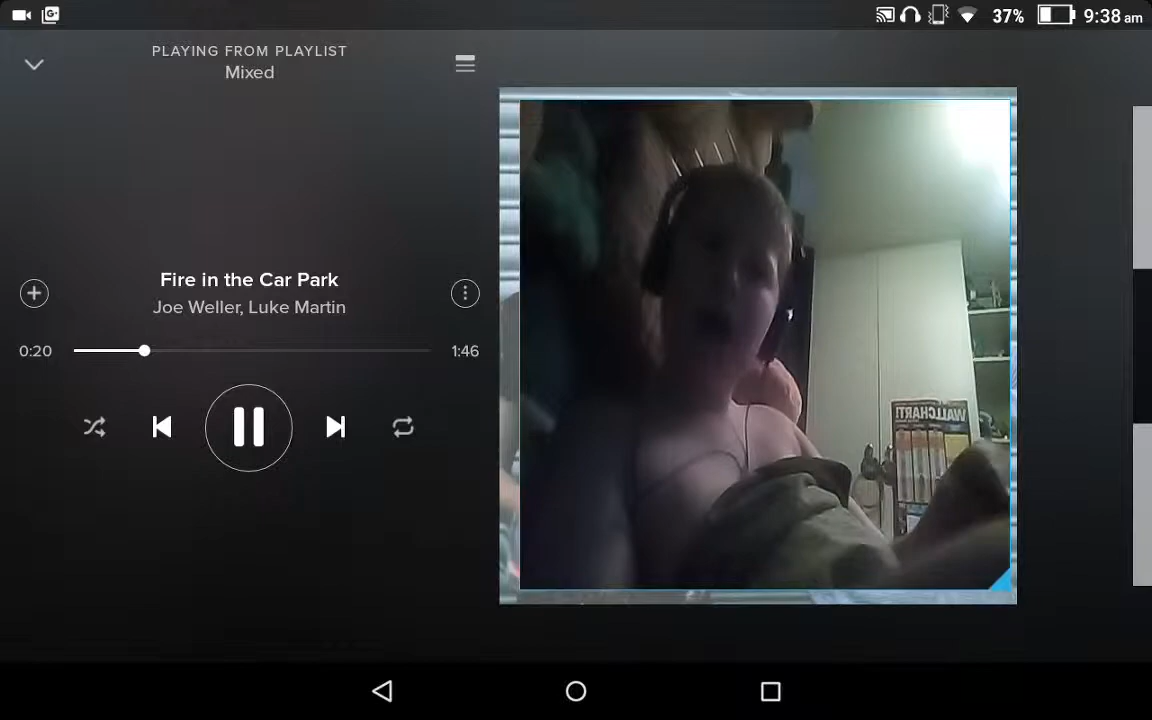 37% 9:38 am
PLAYING FROM PLAYLIST
Mixed
Fire in the Car Park
Joe Weller, Luke Martin
0:20 1:46
WALLCHART!